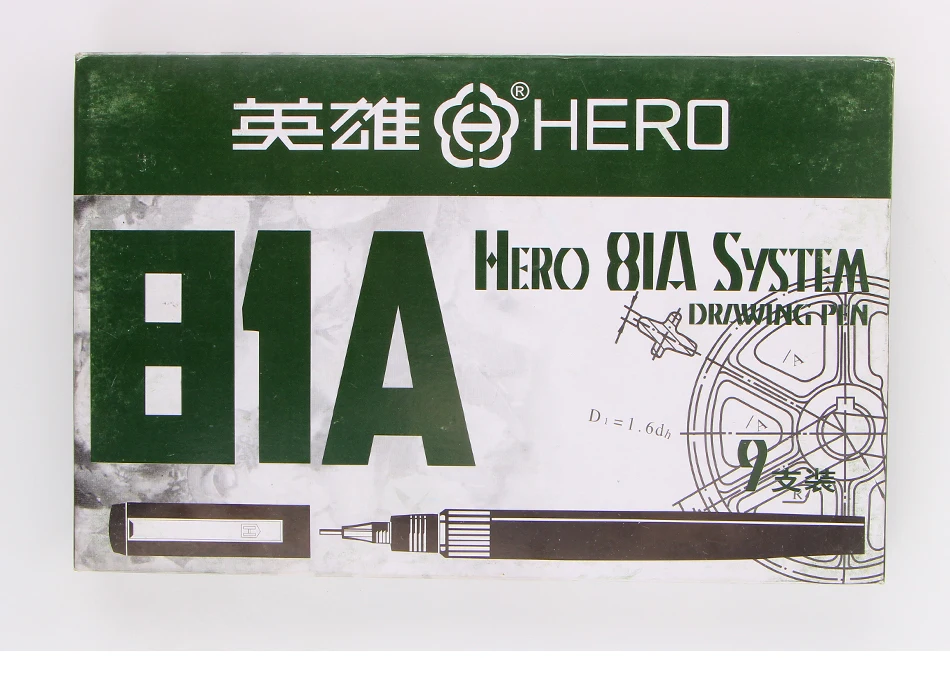 英雄 ® HERO
81A
HERO 81A SYSTEM
DRAWING PEN
/A
D1=1.6dh
/A
9支装
R